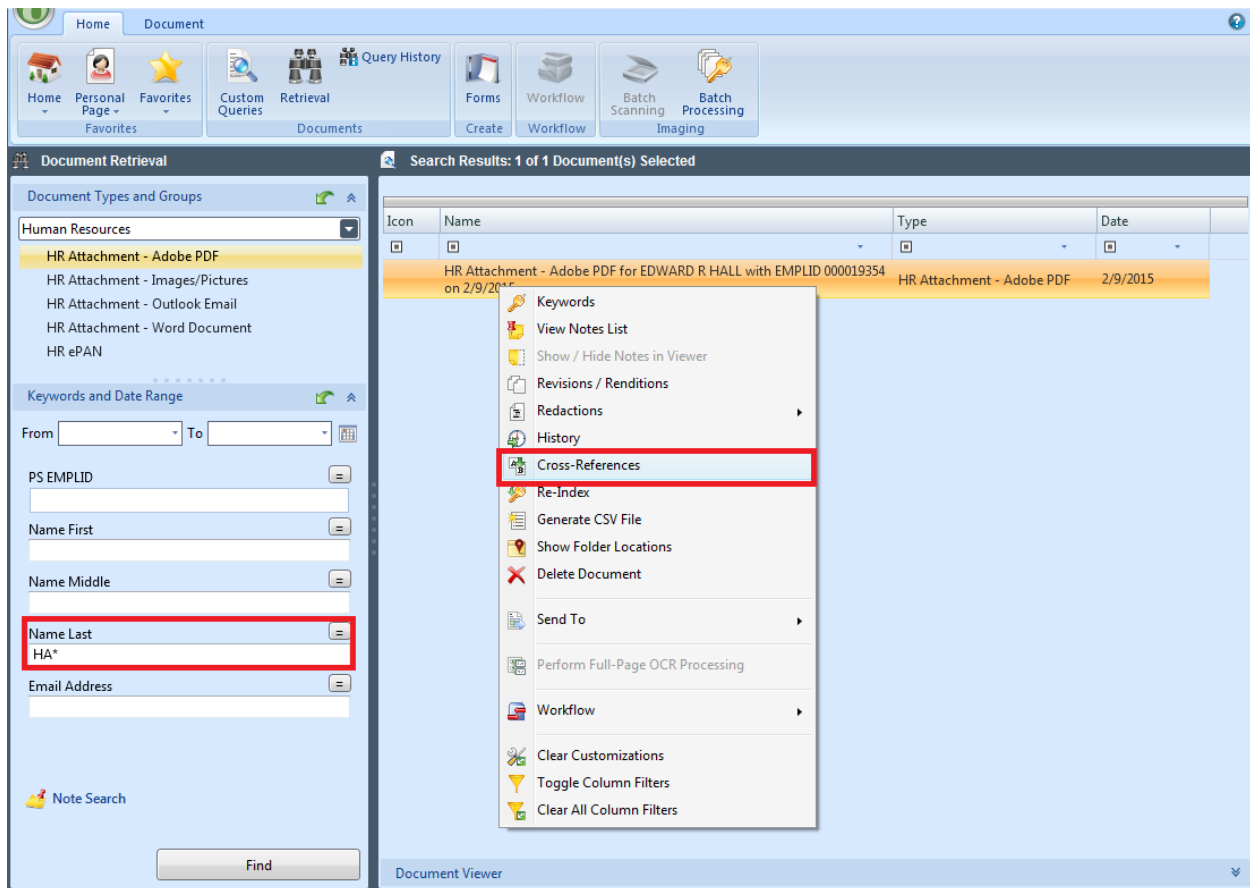 Home Document
Query History
Home Personal Favorites Custom Retrieval Forms Workflow Batch Batch
Page Queries Scanning Processing
Favorites Documents Create Workflow Imaging
Document Retrieval
Search Results: 1 of 1 Document(s) Selected
Document Types and Groups
Human Resources
HR Attachment - Adobe PDF
HR Attachment - Images/Pictures
HR Attachment - Outlook Email
HR Attachment - Word Document
HR ePAN
Keywords and Date Range
From To
PS EMPLID =
Name First =
Name Middle =
Name Last =
HA*
Email Address =
Note Search
Find
Icon Name Type Date
HR Attachment - Adobe PDF for EDWARD R HALL with EMPLID 000019354 HR Attachment - Adobe PDF 2/9/2015
on 2/9/2015
Keywords
View Notes List
Show / Hide Notes in Viewer
Revisions / Renditions
Redactions
History
Cross-References
Re-Index
Generate CSV File
Show Folder Locations
Delete Document
Send To
Perform Full-Page OCR Processing
Workflow
Clear Customizations
Toggle Column Filters
Clear All Column Filters
Document Viewer